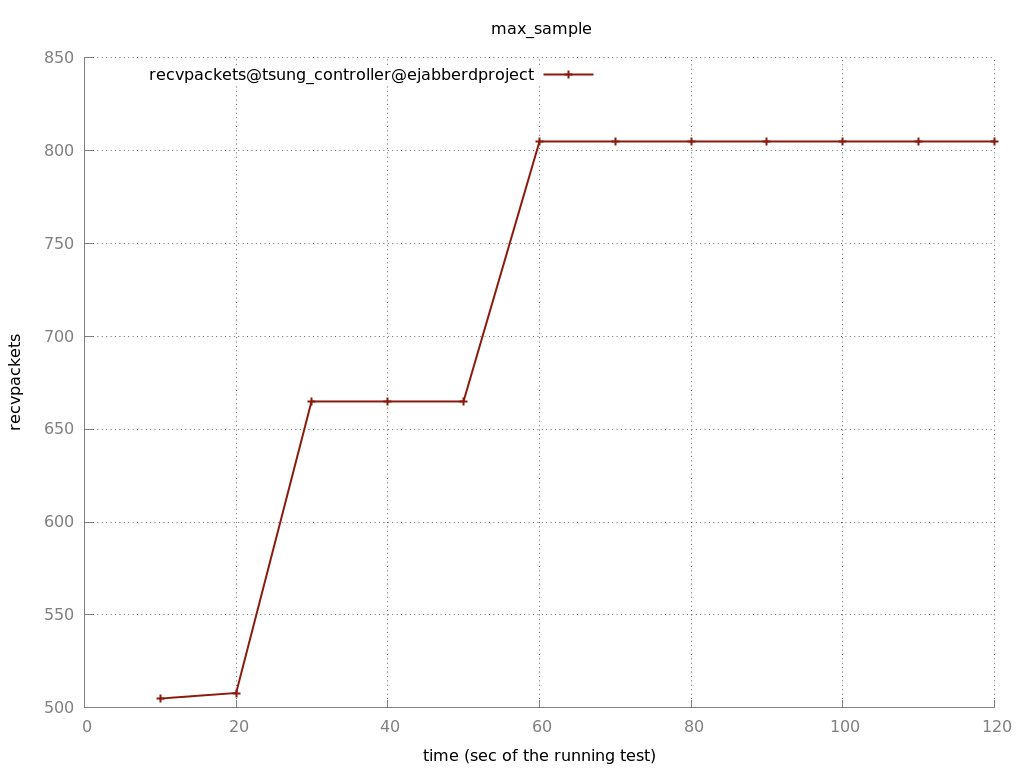 max_sample
recvpackets@tsung_controller@ejabberdproject
850
800
750
700
650
600
550
500
recvpackets
0 20 40 60 80 100 120
time (sec of the running test)